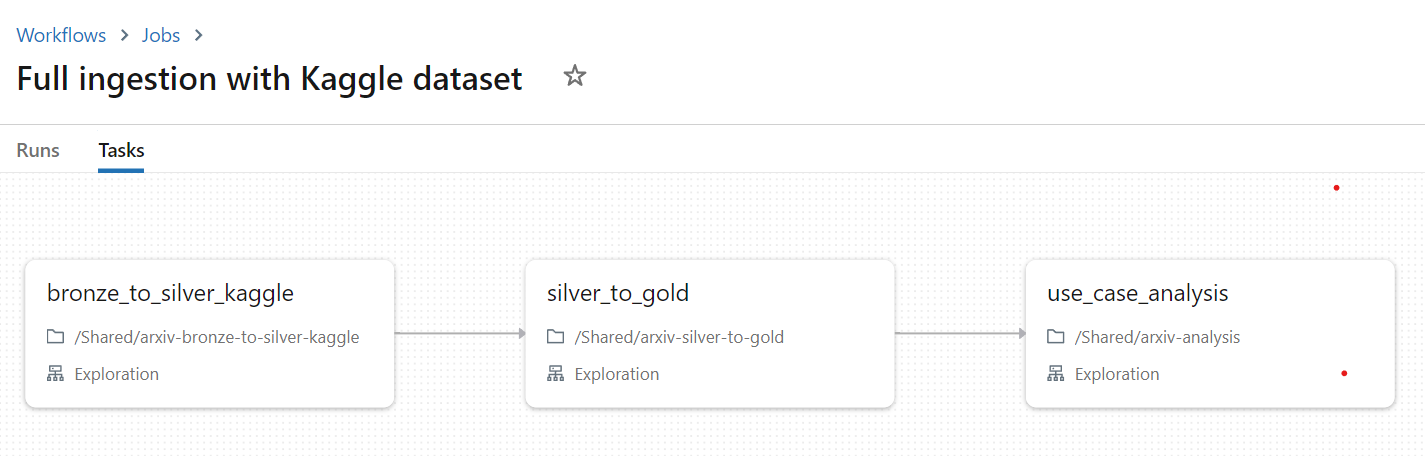 Workflows > Jobs >
Full ingestion with Kaggle dataset
Runs Tasks
bronze_to_silver_kaggle
/Shared/arxiv-bronze-to-silver-kaggle
Exploration
silver_to_gold
/Shared/arxiv-silver-to-gold
Exploration
use_case_analysis
/Shared/arxiv-analysis
Exploration